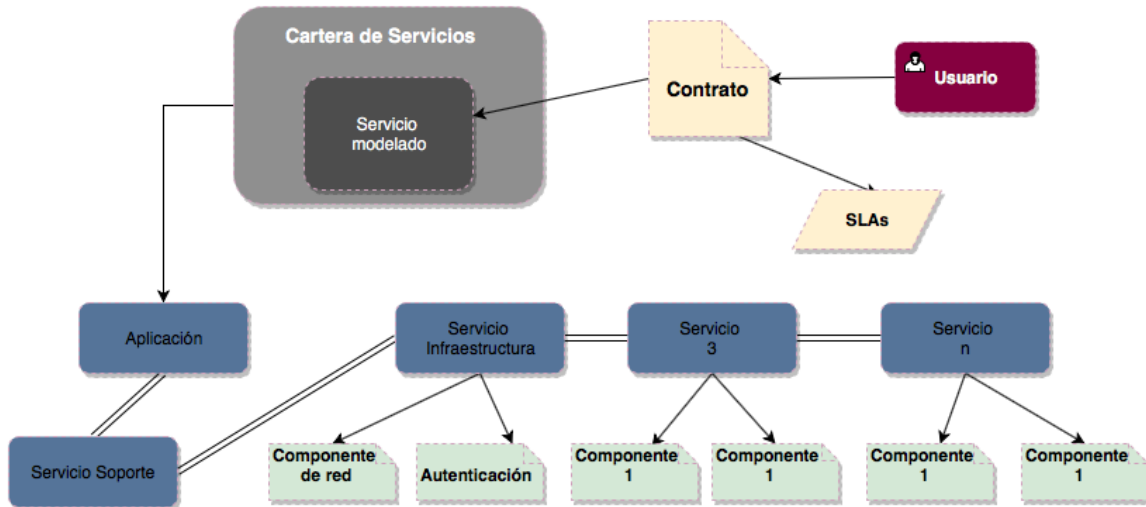 Cartera de Servicios
Servicio
modelado
Contrato
Usuario
SLAs
Aplicación
Servicio
Infraestructura
Servicio
3
Servicio
n
Servicio Soporte
Componente
de red
Autenticación
Componente
1
Componente
1
Componente
1
Componente
1